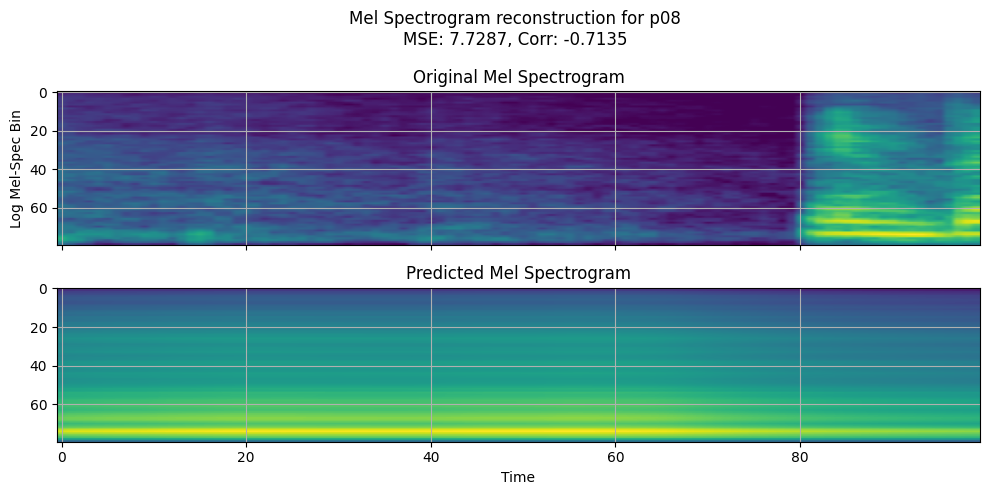 Mel Spectrogram reconstruction for p08
MSE: 7.7287, Corr: -0.7135
Original Mel Spectrogram
0
20
40
60
Log Mel-Spec Bin
Predicted Mel Spectrogram
0
20
40
60
0 20 40 60 80
Time